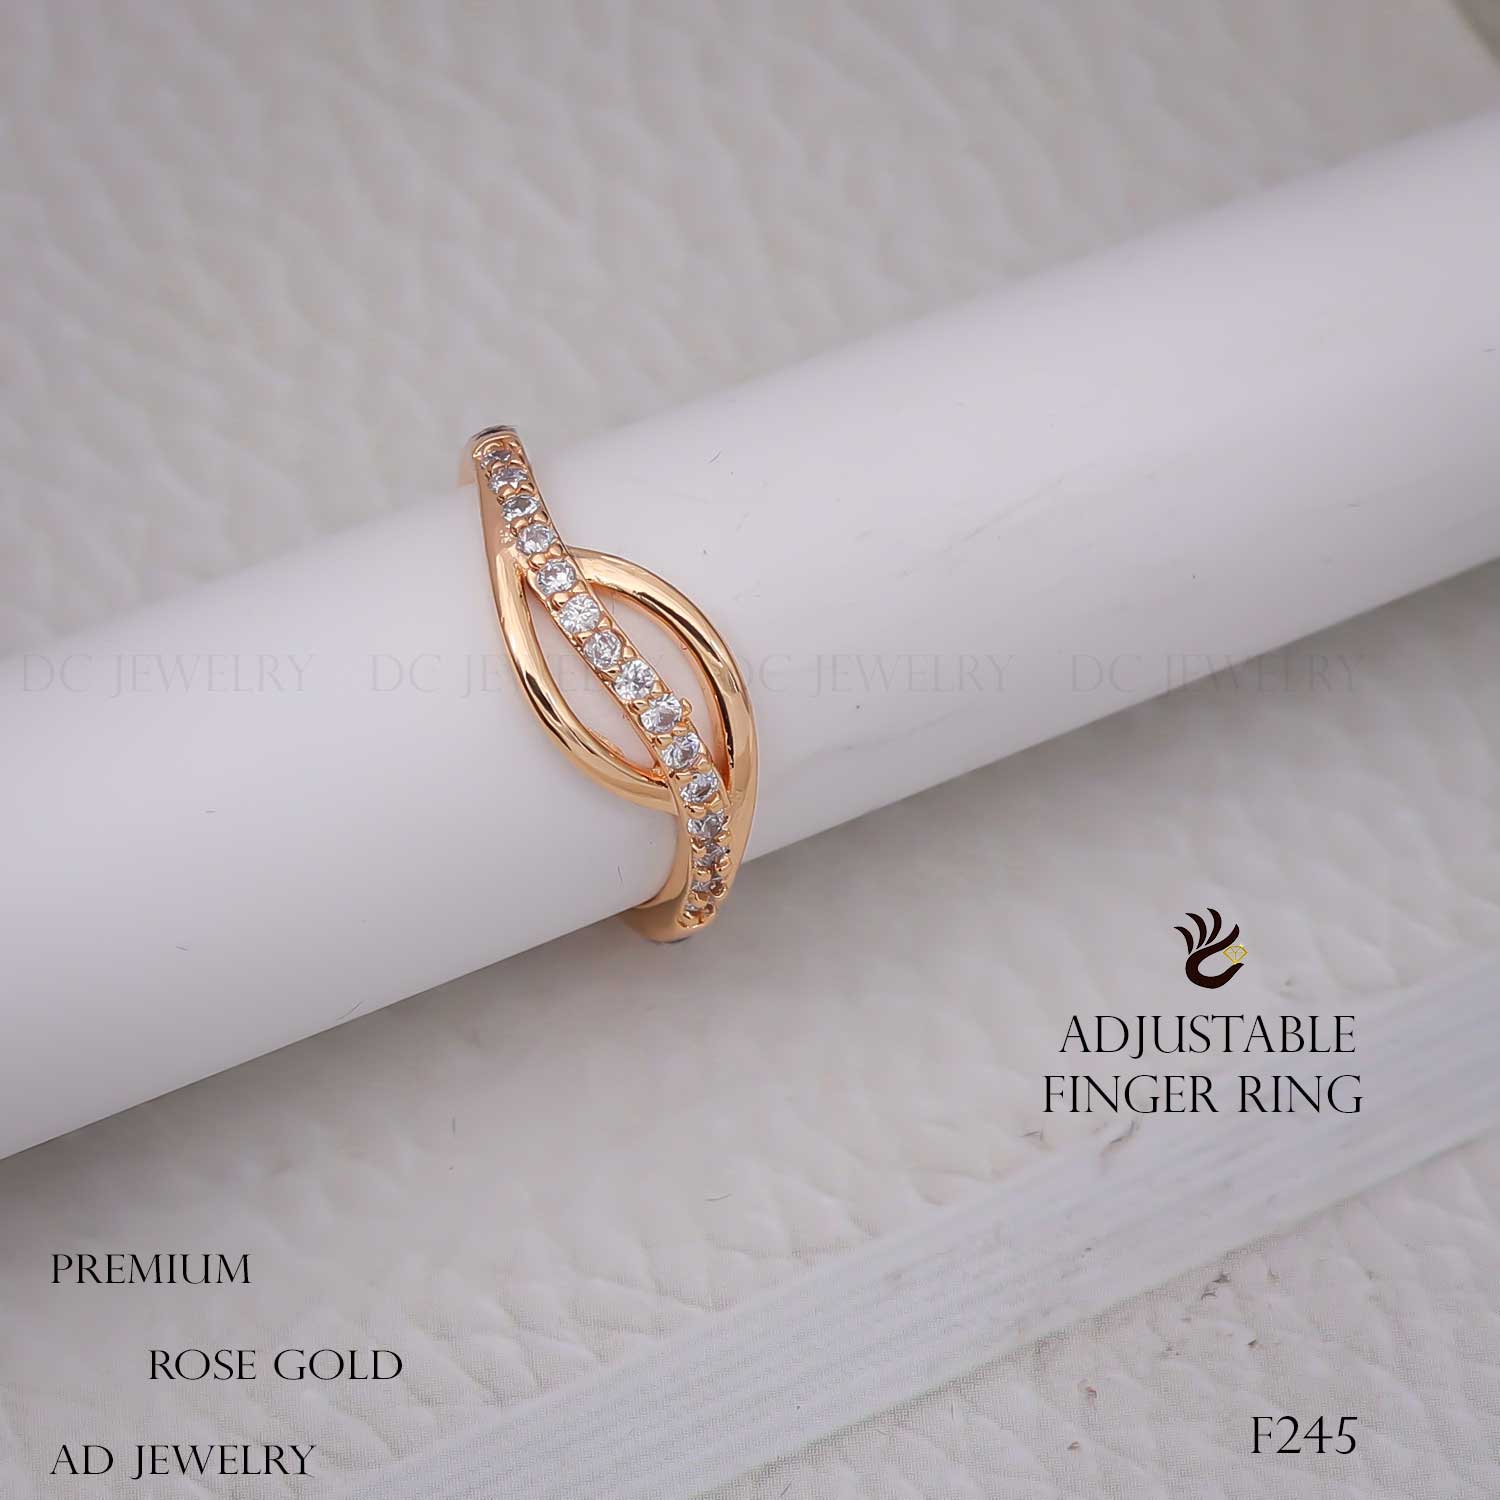 DC JEWELRY DC JEWELRY DC JEWELRY DC JEWELRY
ADJUSTABLE
FINGER RING
PREMIUM
ROSE GOLD
AD JEWELRY
F245